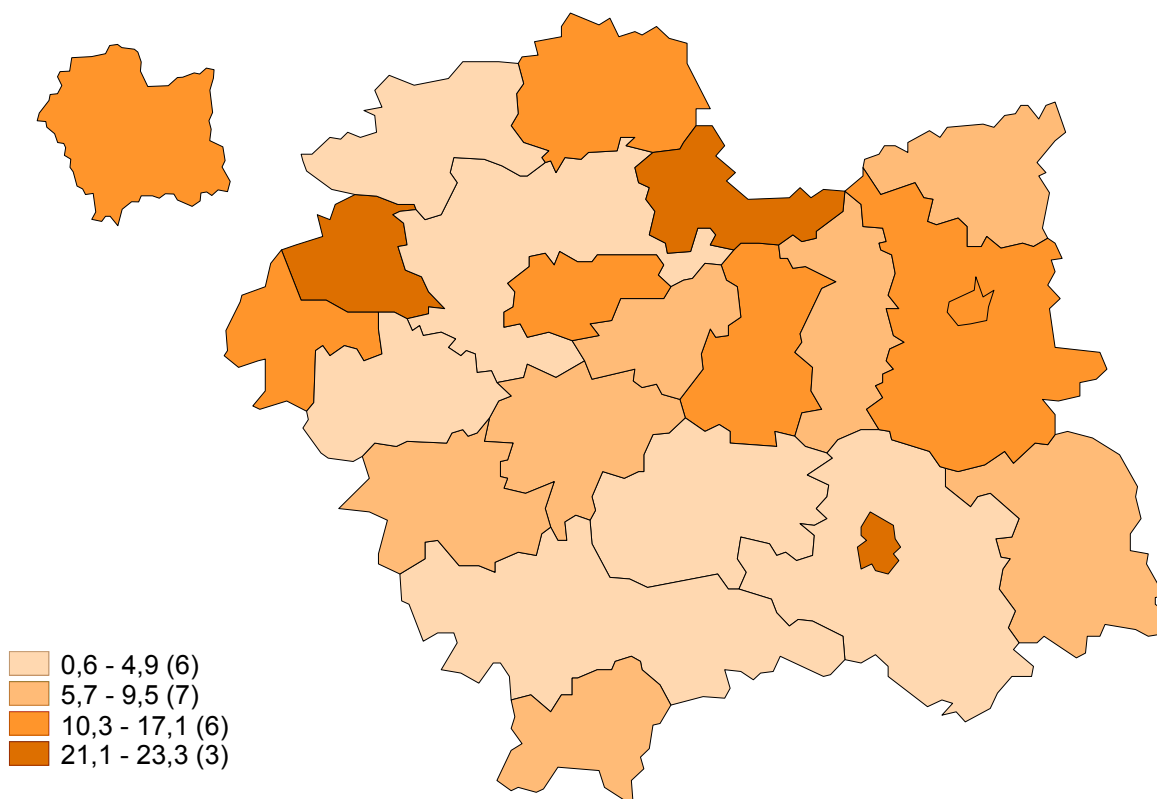 0,6 - 4,9 (6)
5,7 - 9,5 (7)
10,3 - 17,1 (6)
21,1 - 23,3 (3)